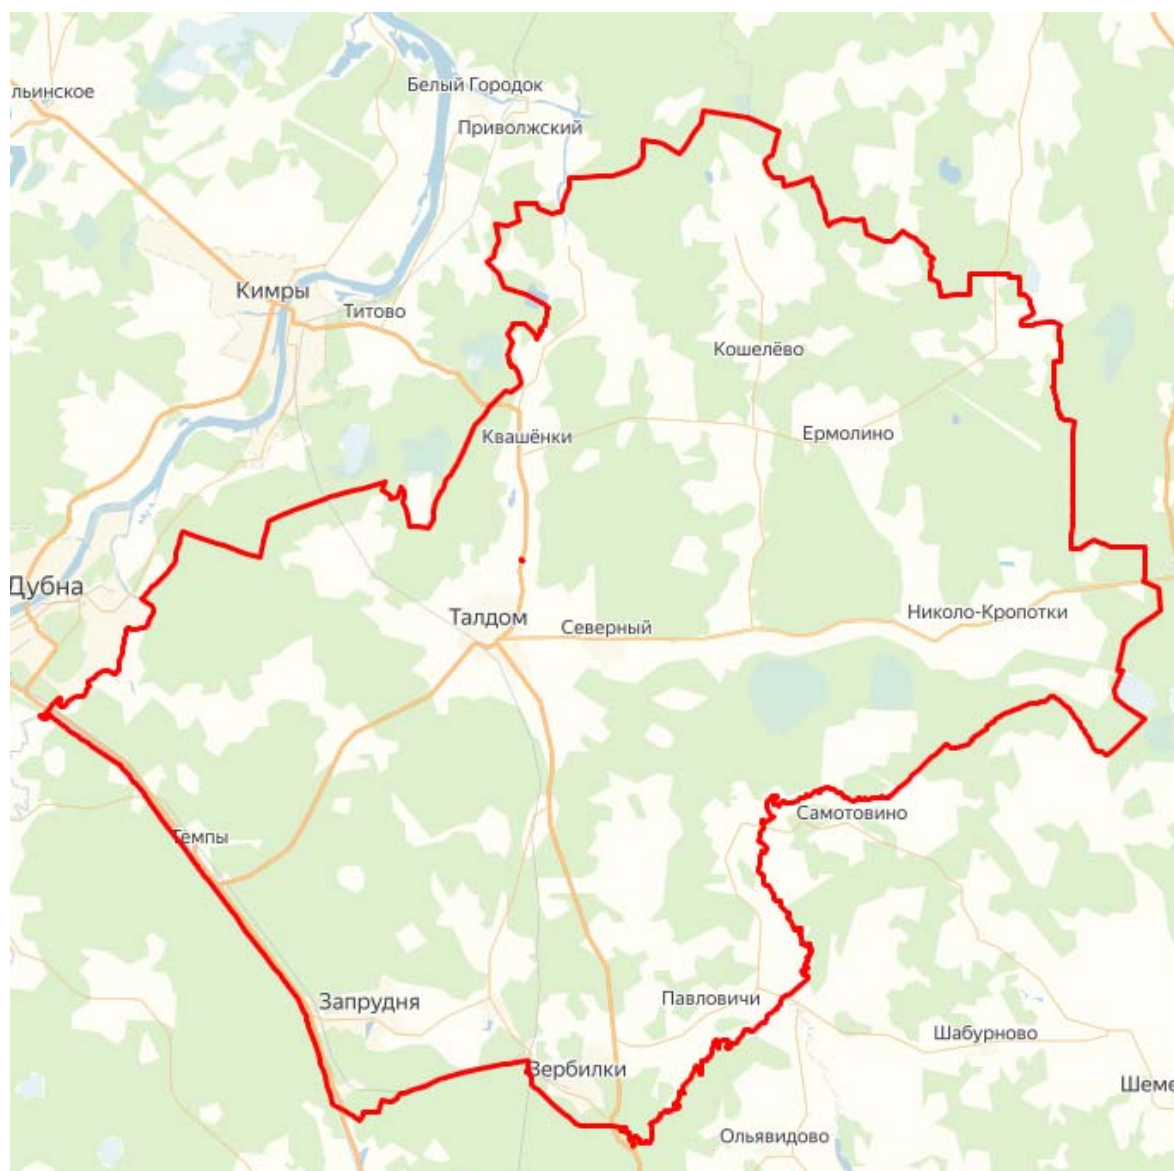 Белый Городок
льинское
Приволжский
Кимры
Титово
Кошелёво
Квашёнки
Ермолино
Дубна
Талдом
Северный
Николо-Кропотки
Самотовино
Темпы
Запрудня
Павловичи
Шабурново
Вербилки
Шеме
Ольявидово